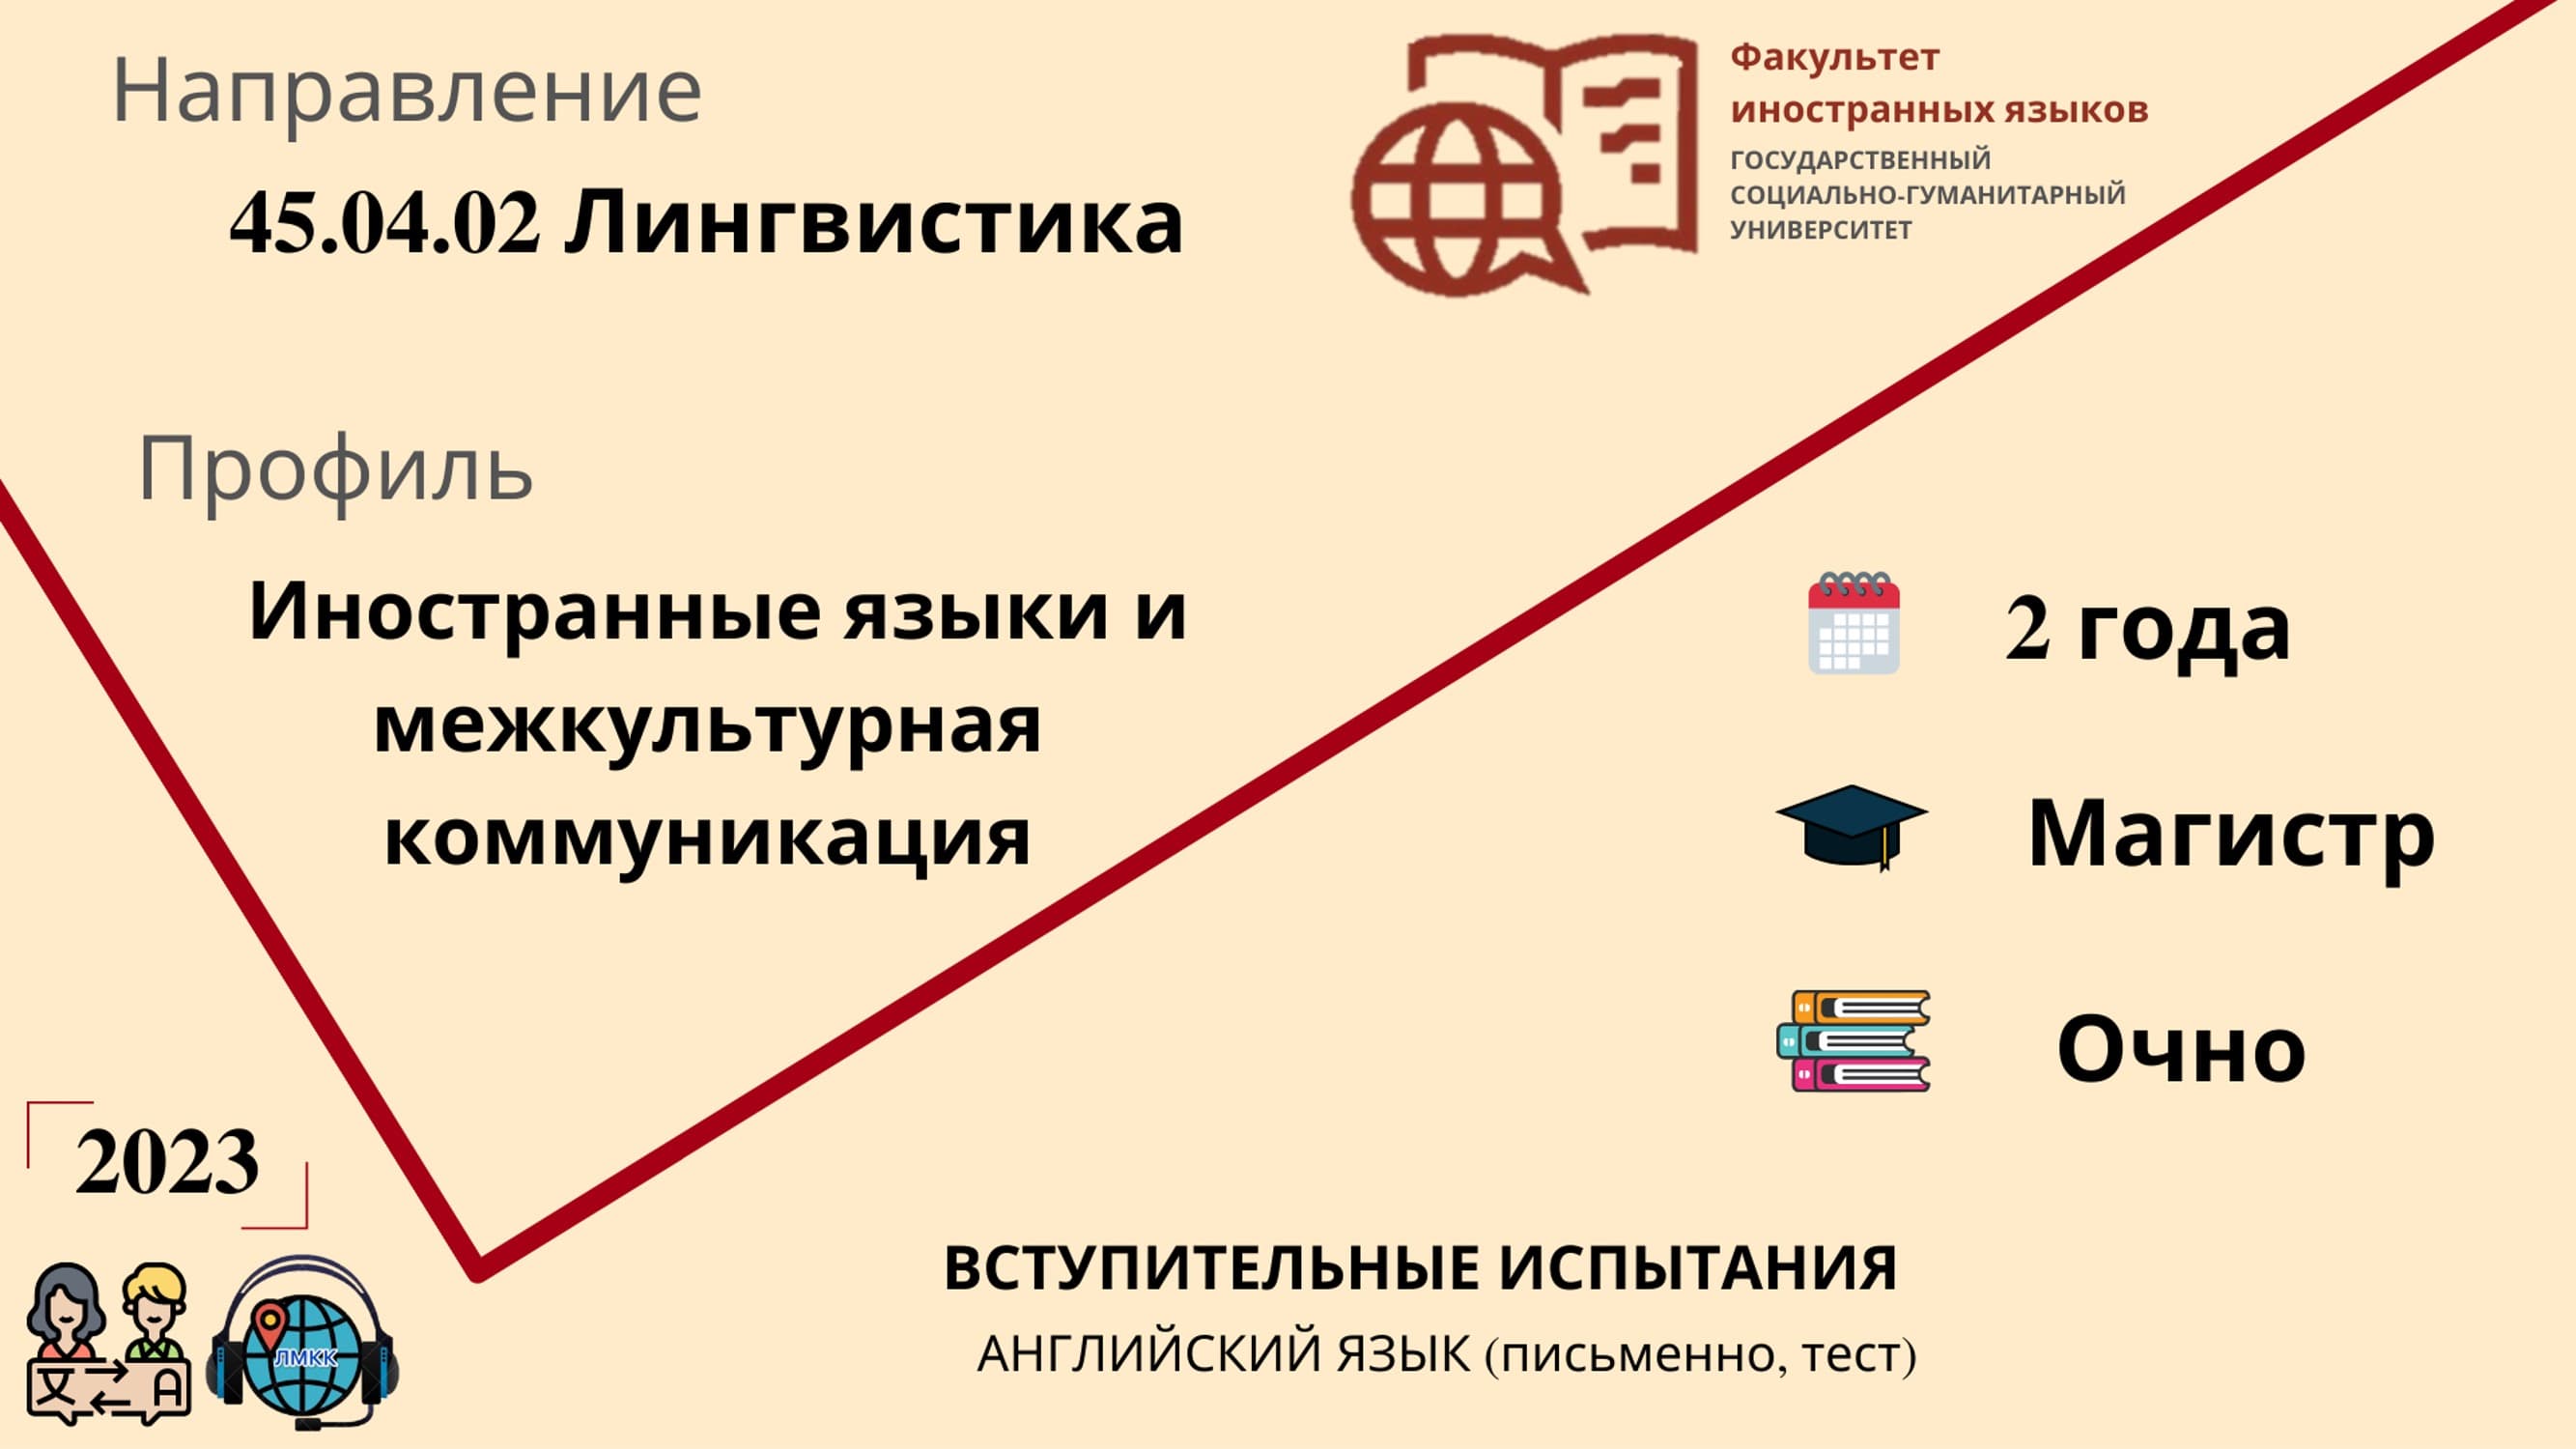 Направление
45.04.02 Лингвистика
Факультет
иностранных языков
ГОСУДАРСТВЕННЫЙ
СОЦИАЛЬНО-ГУМАНИТАРНЫЙ
УНИВЕРСИТЕТ
Профиль
Иностранные языки и
межкультурная
коммуникация
2 года
Магистр
Очно
2023
ВСТУПИТЕЛЬНЫЕ ИСПЫТАНИЯ
АНГЛИЙСКИЙ ЯЗЫК (письменно, тест)
文 A
ЛМКК